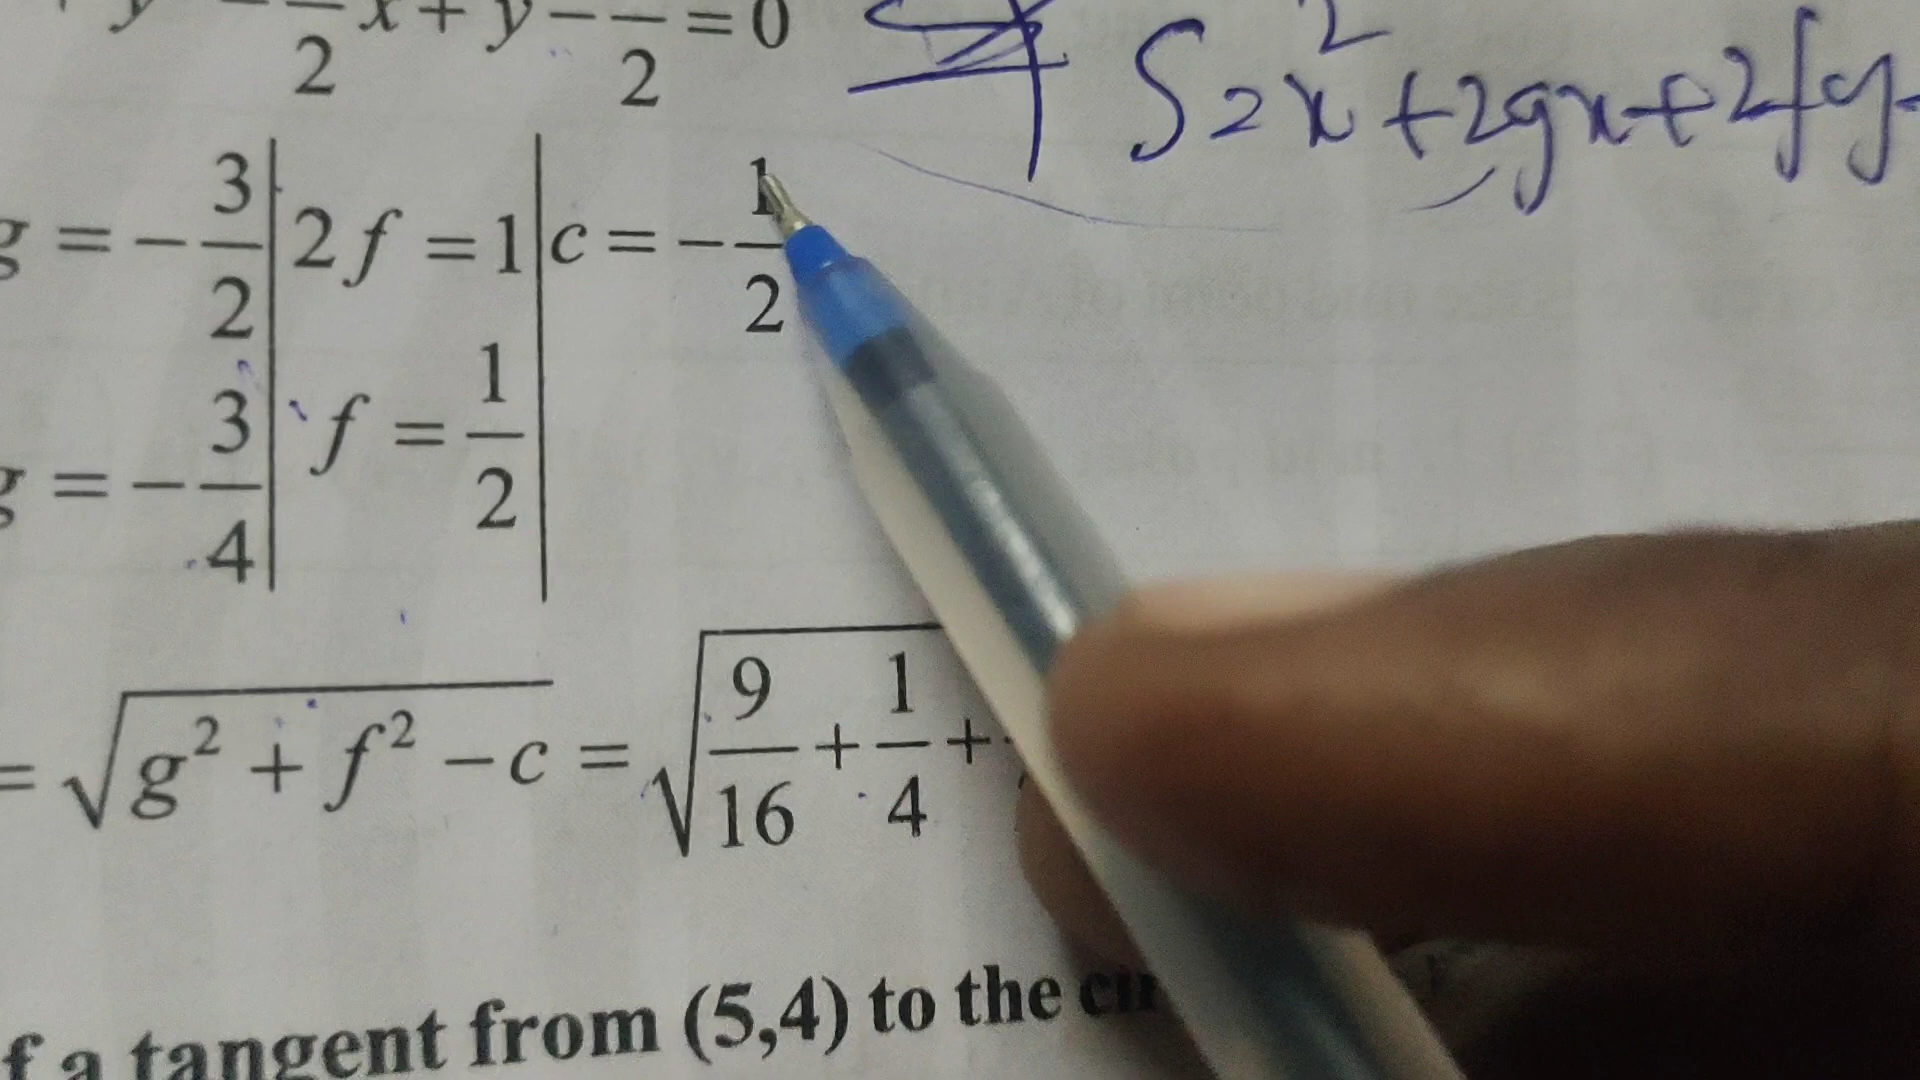 y - 2 x + y - 2 = 0
S = x² + 2gx + 2fy
g = -3/2 | 2f = 1 | c = -1/2
g = -3/4 | f = 1/2
= √(g² + f² - c) = √(9/16 + 1/4 +
f a tangent from (5,4) to the